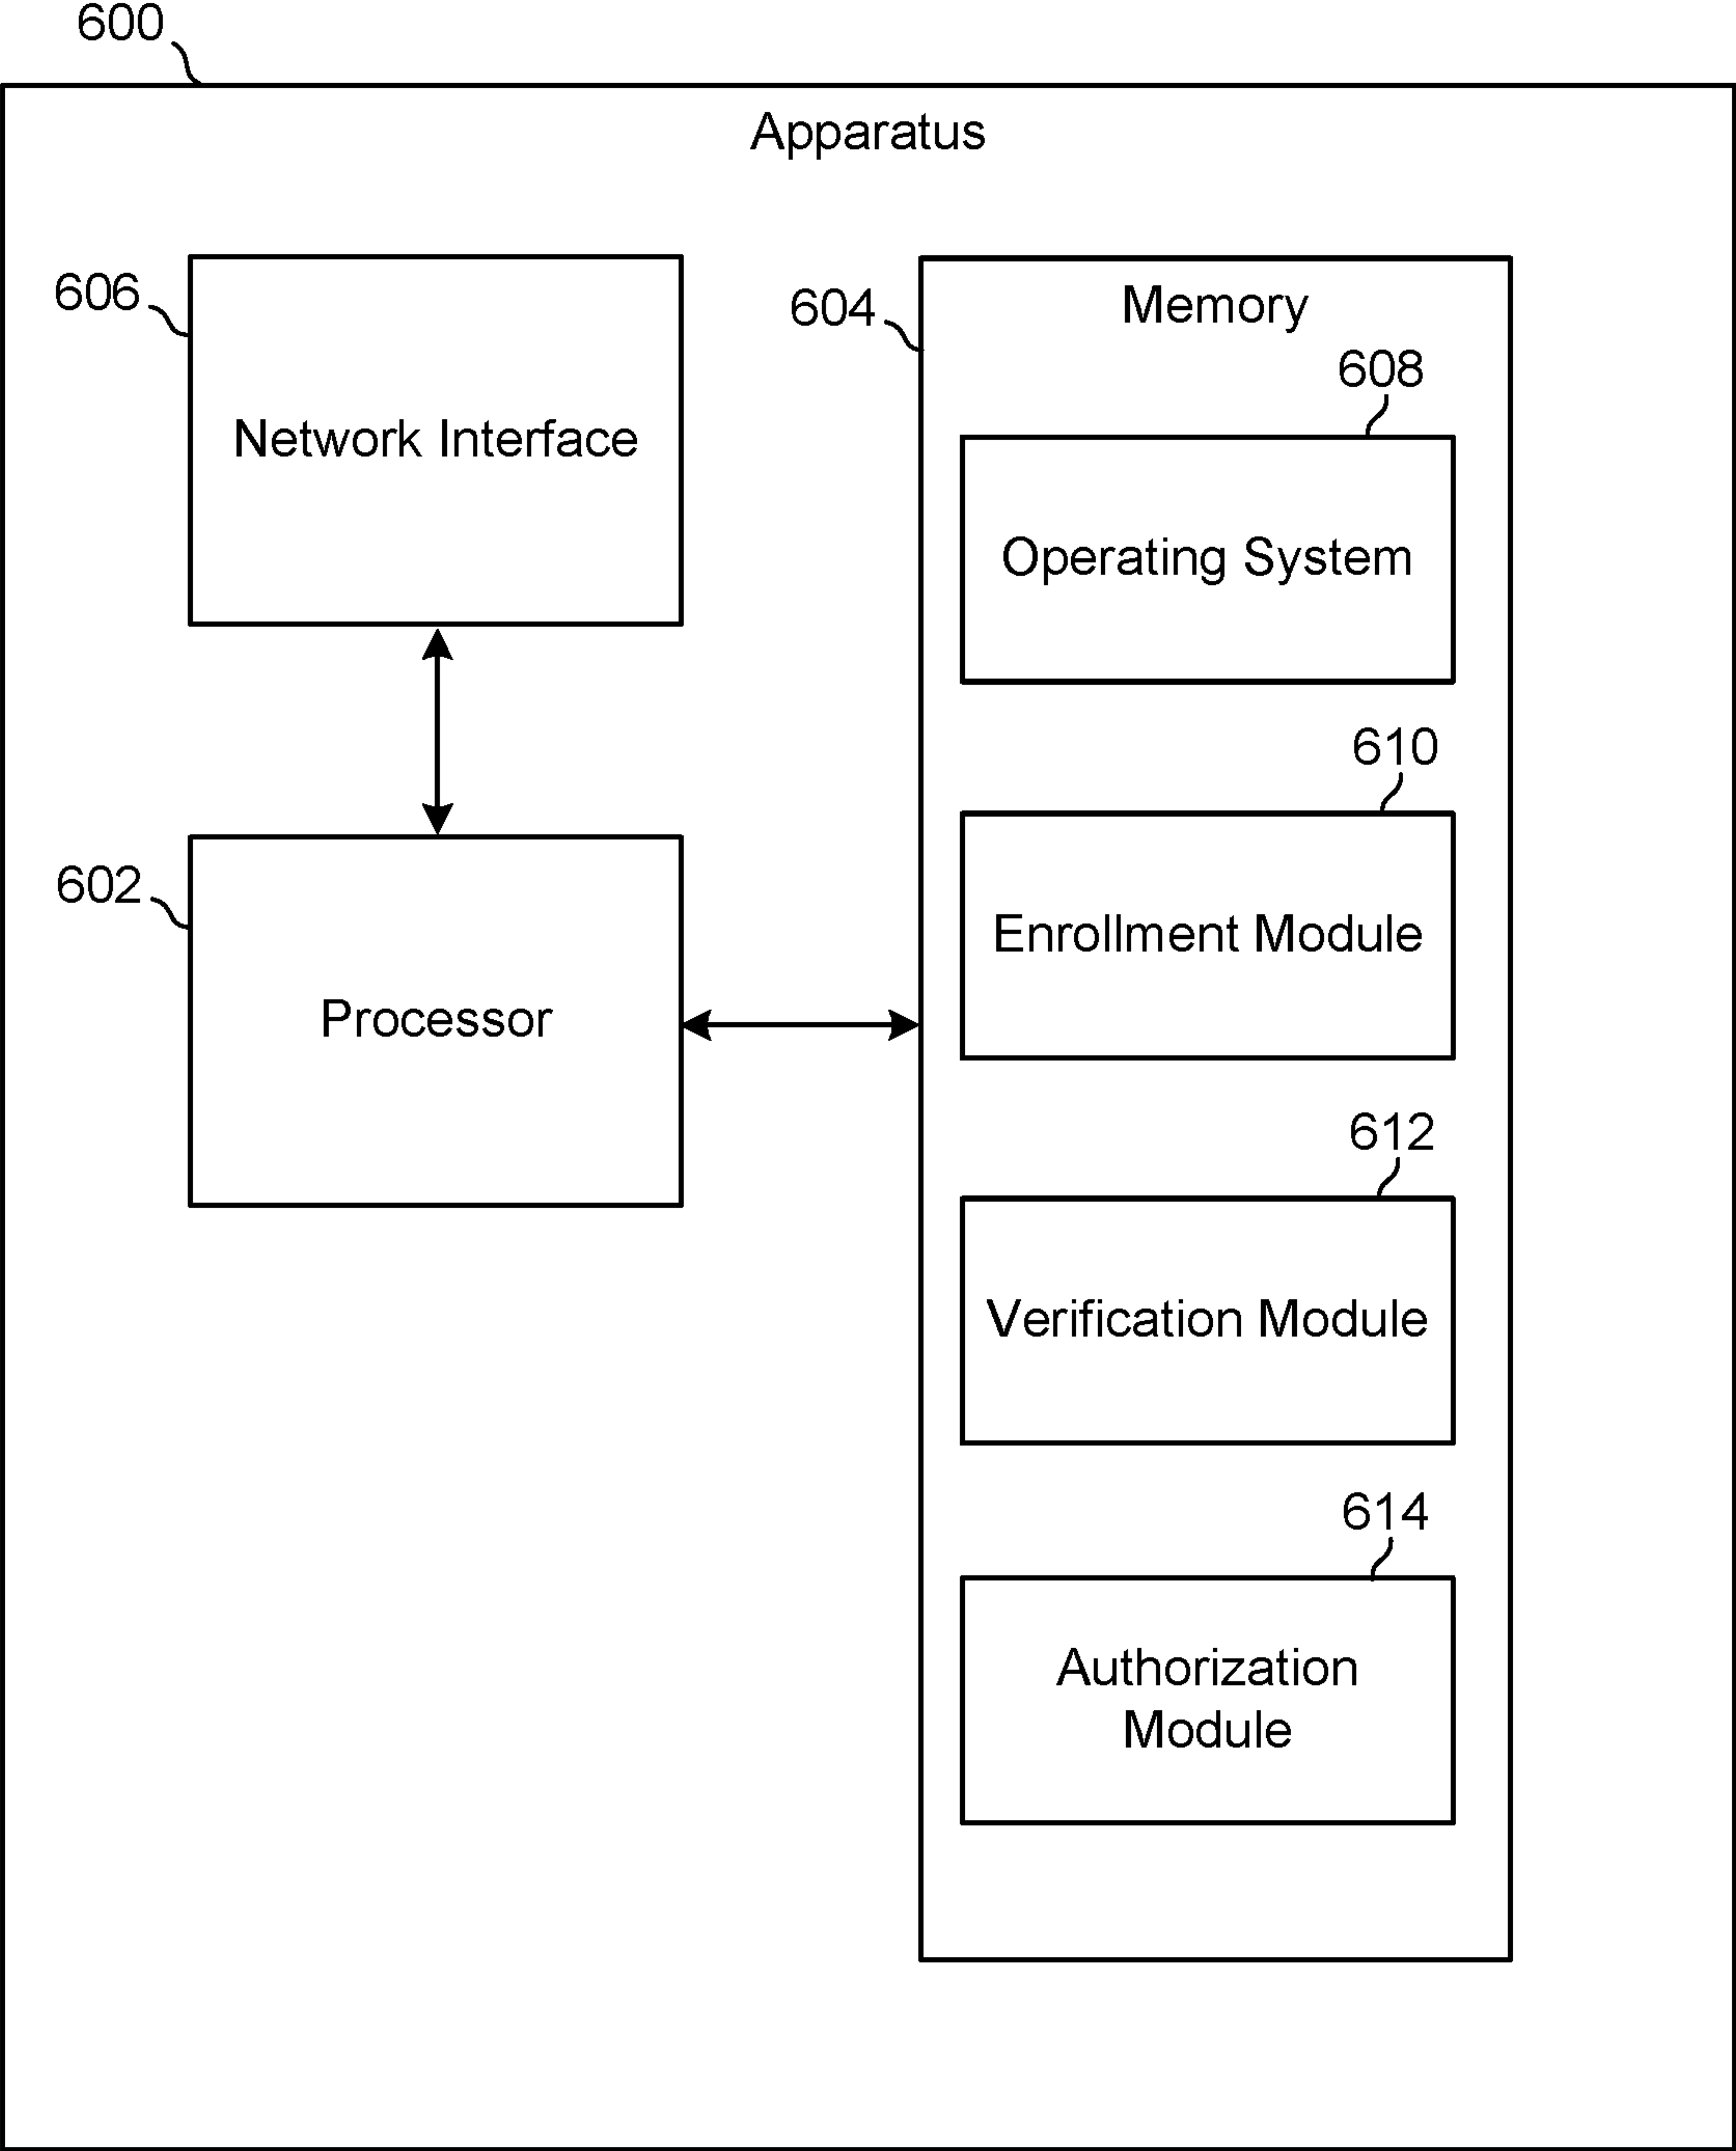 600
Apparatus
606
Network Interface
602
Processor
604
Memory
608
Operating System
610
Enrollment Module
612
Verification Module
614
Authorization
Module